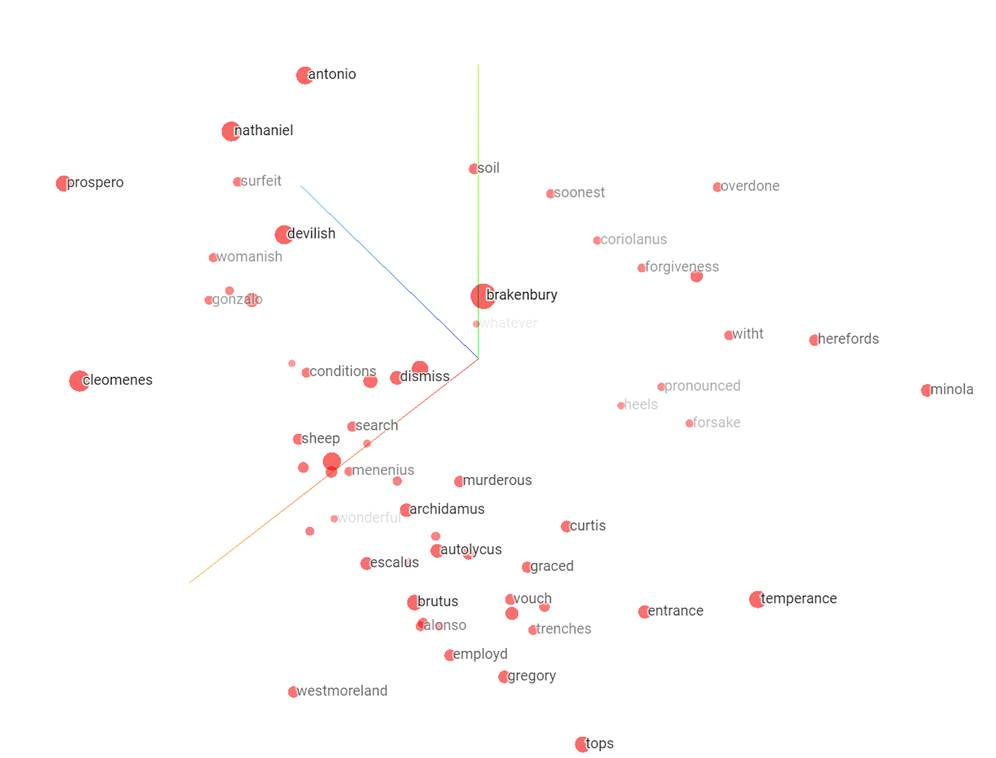 antonio
nathaniel
soil
prospero
surfeit
overdone
soonest
devilish
coriolanus
womanish
forgiveness
brakenbury
gonzalo
whatever
witht
herefords
conditions
dismiss
cleomenes
pronounced
minola
heels
forsake
search
sheep
menenius
murderous
archidamus
wonderful
curtis
autolycus
escalus
graced
vouch
temperance
brutus
entrance
alonso
trenches
employd
gregory
westmoreland
tops